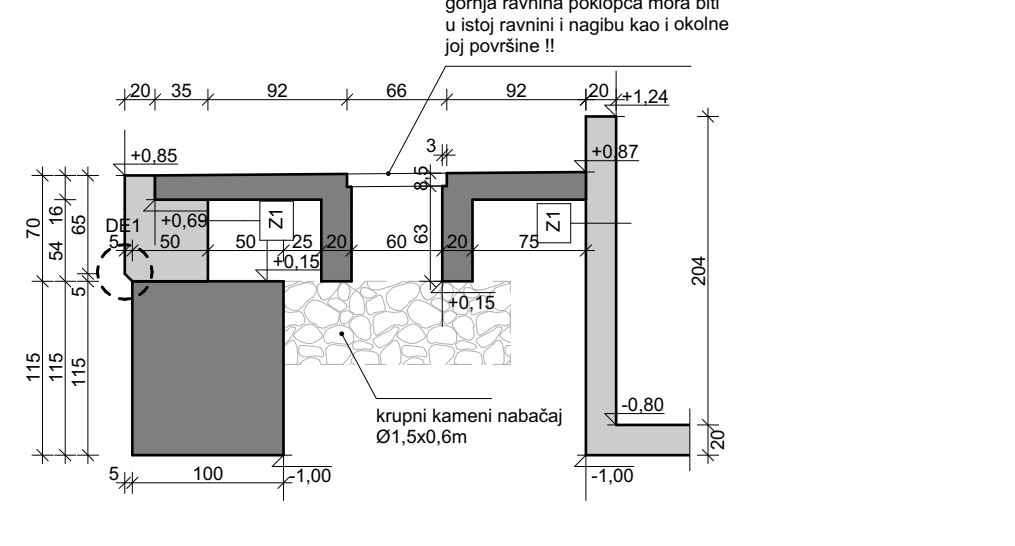 gornja ravnina poklopca mora biti
u istoj ravnini i nagibu kao i okolne
joj površine !!
20 35 92 66 92 20
+1,24
3
+0,85
+0,87
8,5
70 16 65
54
DE1
+0,69
Z1
63
Z1
5 50 50 25 20 60 20 75
+0,15
5
+0,15
204
115 115 115
krupni kameni nabačaj
Ø1,5x0,6m
-0,80
20
5 100
-1,00
-1,00